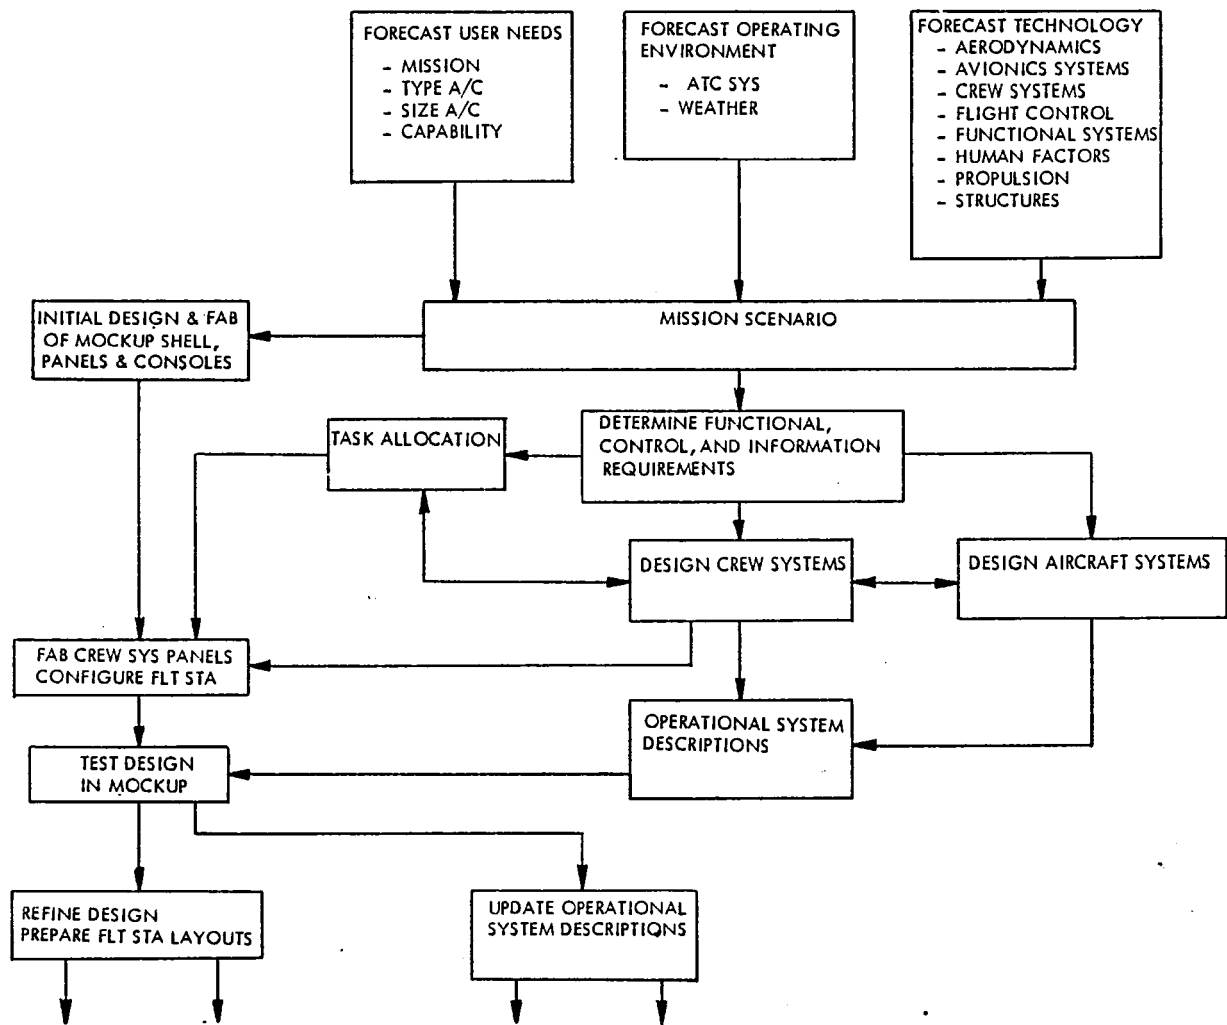 FORECAST USER NEEDS
- MISSION
- TYPE A/C
- SIZE A/C
- CAPABILITY
FORECAST OPERATING
ENVIRONMENT
- ATC SYS
- WEATHER
FORECAST TECHNOLOGY
- AERODYNAMICS
- AVIONICS SYSTEMS
- CREW SYSTEMS
- FLIGHT CONTROL
- FUNCTIONAL SYSTEMS
- HUMAN FACTORS
- PROPULSION
- STRUCTURES
INITIAL DESIGN & FAB
OF MOCKUP SHELL,
PANELS & CONSOLES
MISSION SCENARIO
TASK ALLOCATION
DETERMINE FUNCTIONAL,
CONTROL, AND INFORMATION
REQUIREMENTS
DESIGN CREW SYSTEMS
DESIGN AIRCRAFT SYSTEMS
FAB CREW SYS PANELS
CONFIGURE FLT STA
OPERATIONAL SYSTEM
DESCRIPTIONS
TEST DESIGN
IN MOCKUP
REFINE DESIGN
PREPARE FLT STA LAYOUTS
UPDATE OPERATIONAL
SYSTEM DESCRIPTIONS